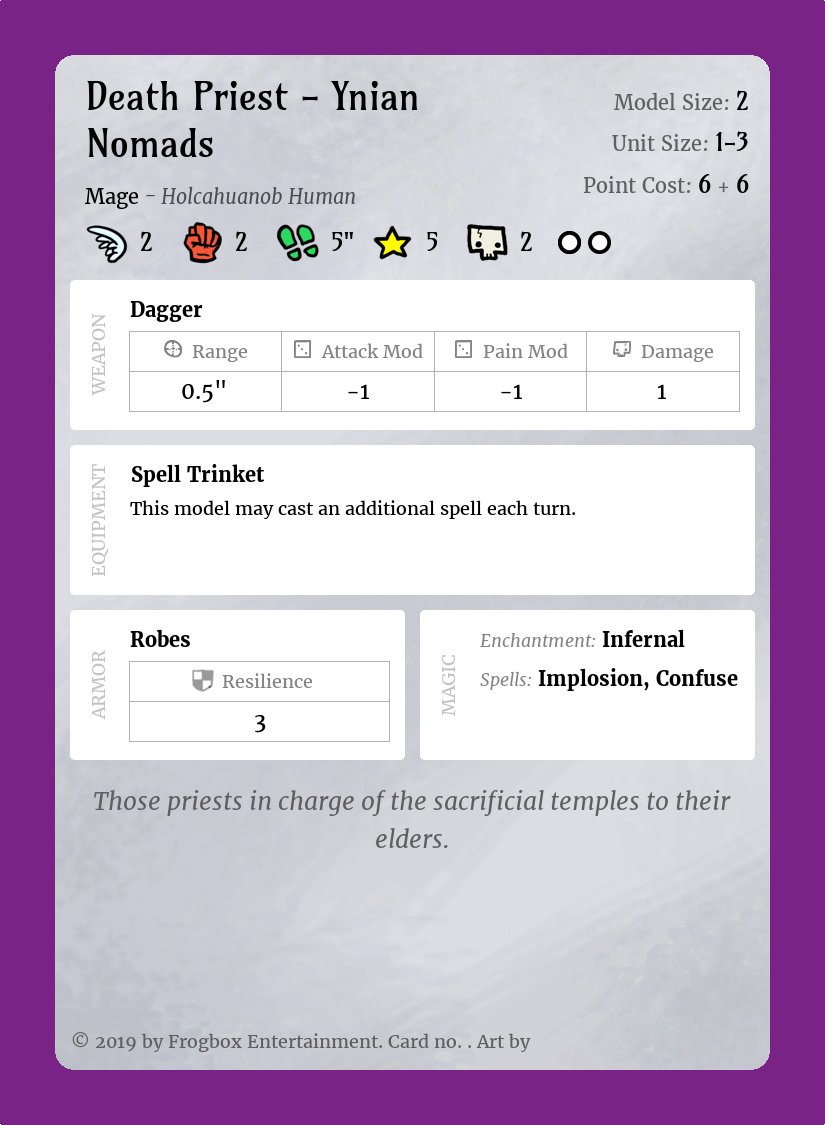 Death Priest – Ynian
Nomads
Mage – Holcahuanob Human
Model Size: 2
Unit Size: 1–3
Point Cost: 6 + 6
2 2 5" 5 2
WEAPON
Dagger
Range Attack Mod Pain Mod Damage
0.5" -1 -1 1
EQUIPMENT
Spell Trinket
This model may cast an additional spell each turn.
ARMOR
Robes
Resilience
3
MAGIC
Enchantment: Infernal
Spells: Implosion, Confuse
Those priests in charge of the sacrificial temples to their
elders.
© 2019 by Frogbox Entertainment. Card no. . Art by